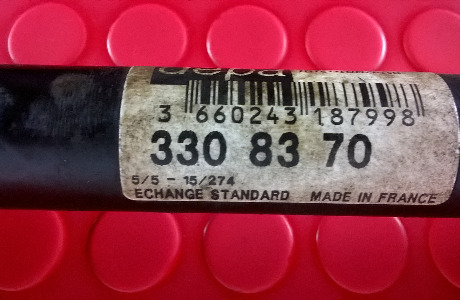 3 660243 187998
330 83 70
5/5 - 15/274
ECHANGE STANDARD MADE IN FRANCE